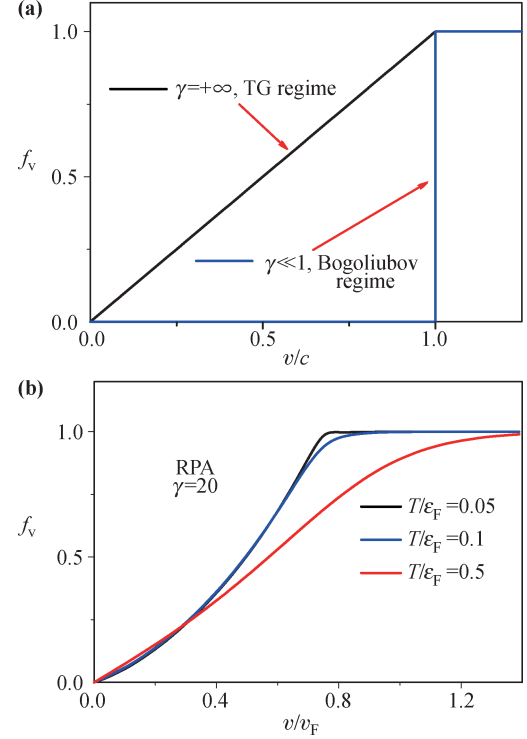 (a)
1.0
γ=+∞, TG regime
f_v
0.5
γ≪1, Bogoliubov
regime
0.0
0.0 0.5 1.0
v/c
(b)
1.0
RPA
γ=20
T/ε_F=0.05
f_v
T/ε_F=0.1
0.5
T/ε_F=0.5
0.0
0.0 0.4 0.8 1.2
v/v_F